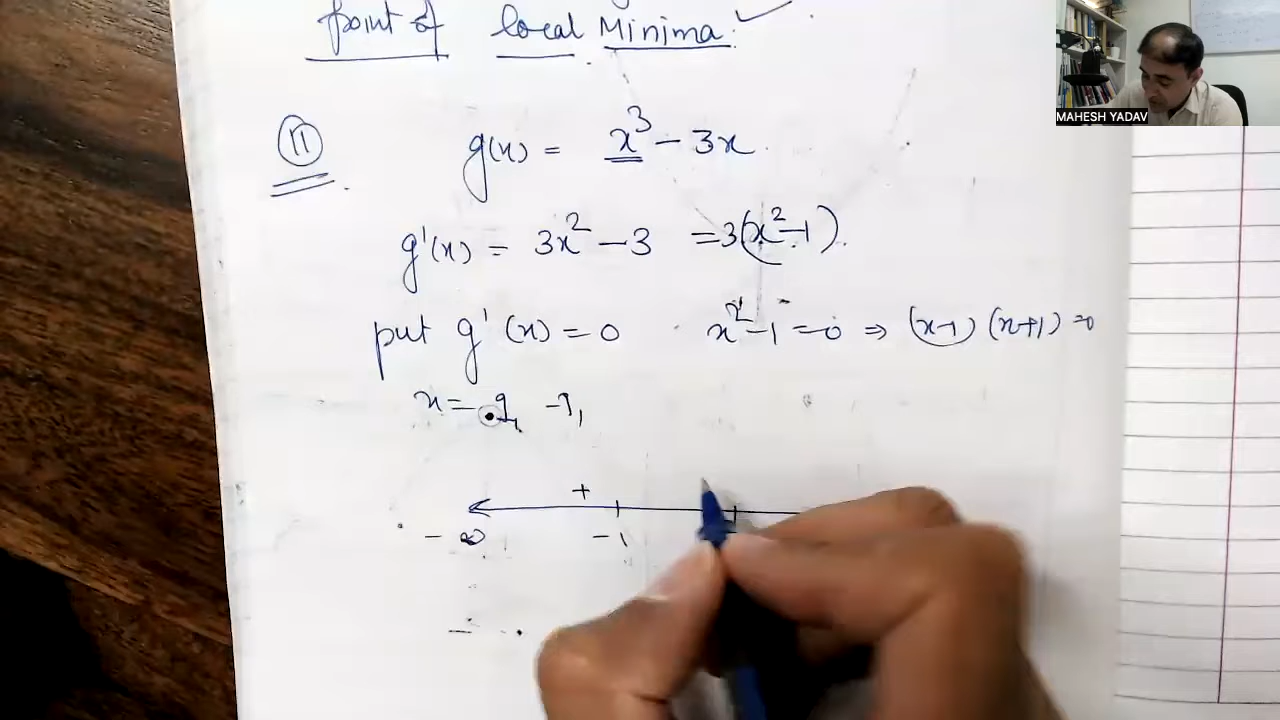 point of local Minima
MAHESH YADAV
(11) g(x) = x³ - 3x
g'(x) = 3x² - 3 = 3(x² - 1).
put g'(x) = 0 x² - 1 = 0 ⇒ (x-1) (x+1) = 0
x = 1, -1,
+
- ∞ -1